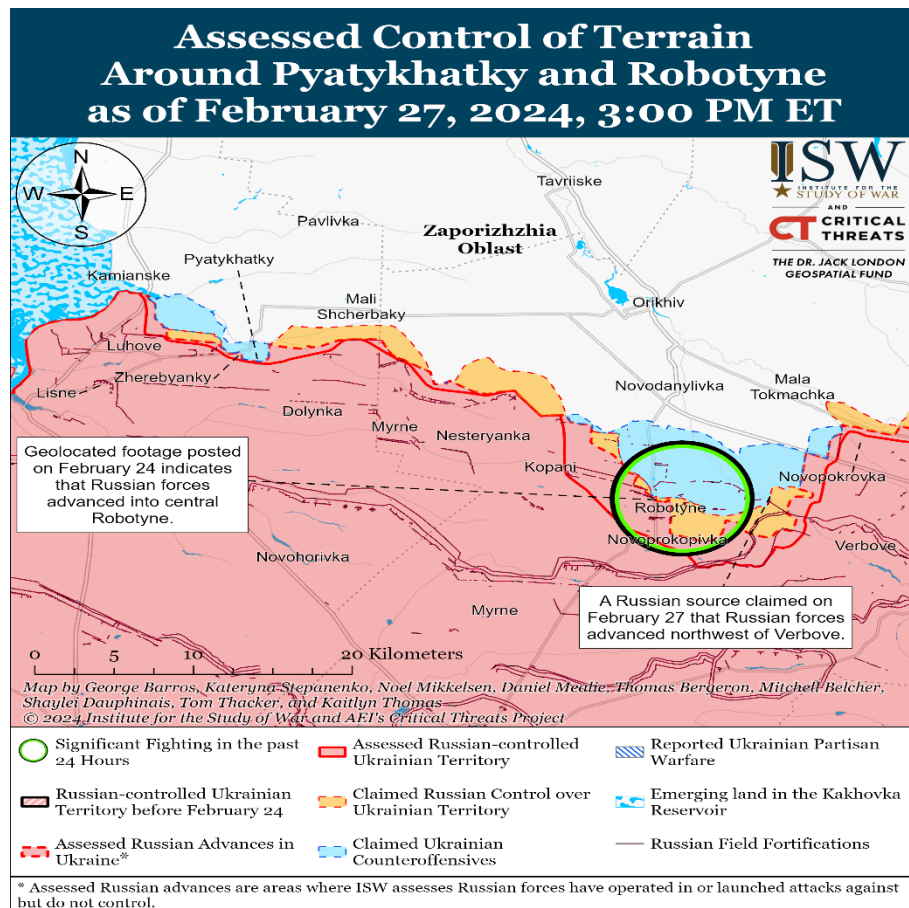 Assessed Control of Terrain
Around Pyatykhatky and Robotyne
as of February 27, 2024, 3:00 PM ET
N
W E
S
ISW
INSTITUTE FOR THE
STUDY OF WAR
AND
CT CRITICAL
THREATS
THE DR. JACK LONDON
GEOSPATIAL FUND
Tavriiske
Pavlivka
Zaporizhzhia
Oblast
Pyatykhatky
Kamianske
Mali
Shcherbaky
Orikhiv
Luhove
Zherebyanky
Lisne
Novodanylivka
Mala
Tokmachka
Dolynka
Myrne
Nesteryanka
Kopani
Novopokrovka
Geolocated footage posted
on February 24 indicates
that Russian forces
advanced into central
Robotyne.
Robotyne
Novoprokopivka
Verbove
Novohorivka
Myrne
A Russian source claimed on
February 27 that Russian forces
advanced northwest of Verbove.
0 5 10 20 Kilometers
Map by George Barros, Kateryna Stepanenko, Noel Mikkelsen, Daniel Mealie, Thomas Bergeron, Mitchell Belcher,
Shaylei Dauphinais, Tom Thacker, and Kaitlyn Thomas
© 2024 Institute for the Study of War and AEI's Critical Threats Project
Significant Fighting in the past
24 Hours
Assessed Russian-controlled
Ukrainian Territory
Reported Ukrainian Partisan
Warfare
Russian-controlled Ukrainian
Territory before February 24
Claimed Russian Control over
Ukrainian Territory
Emerging land in the Kakhovka
Reservoir
Assessed Russian Advances in
Ukraine*
Claimed Ukrainian
Counteroffensives
Russian Field Fortifications
* Assessed Russian advances are areas where ISW assesses Russian forces have operated in or launched attacks against
but do not control.